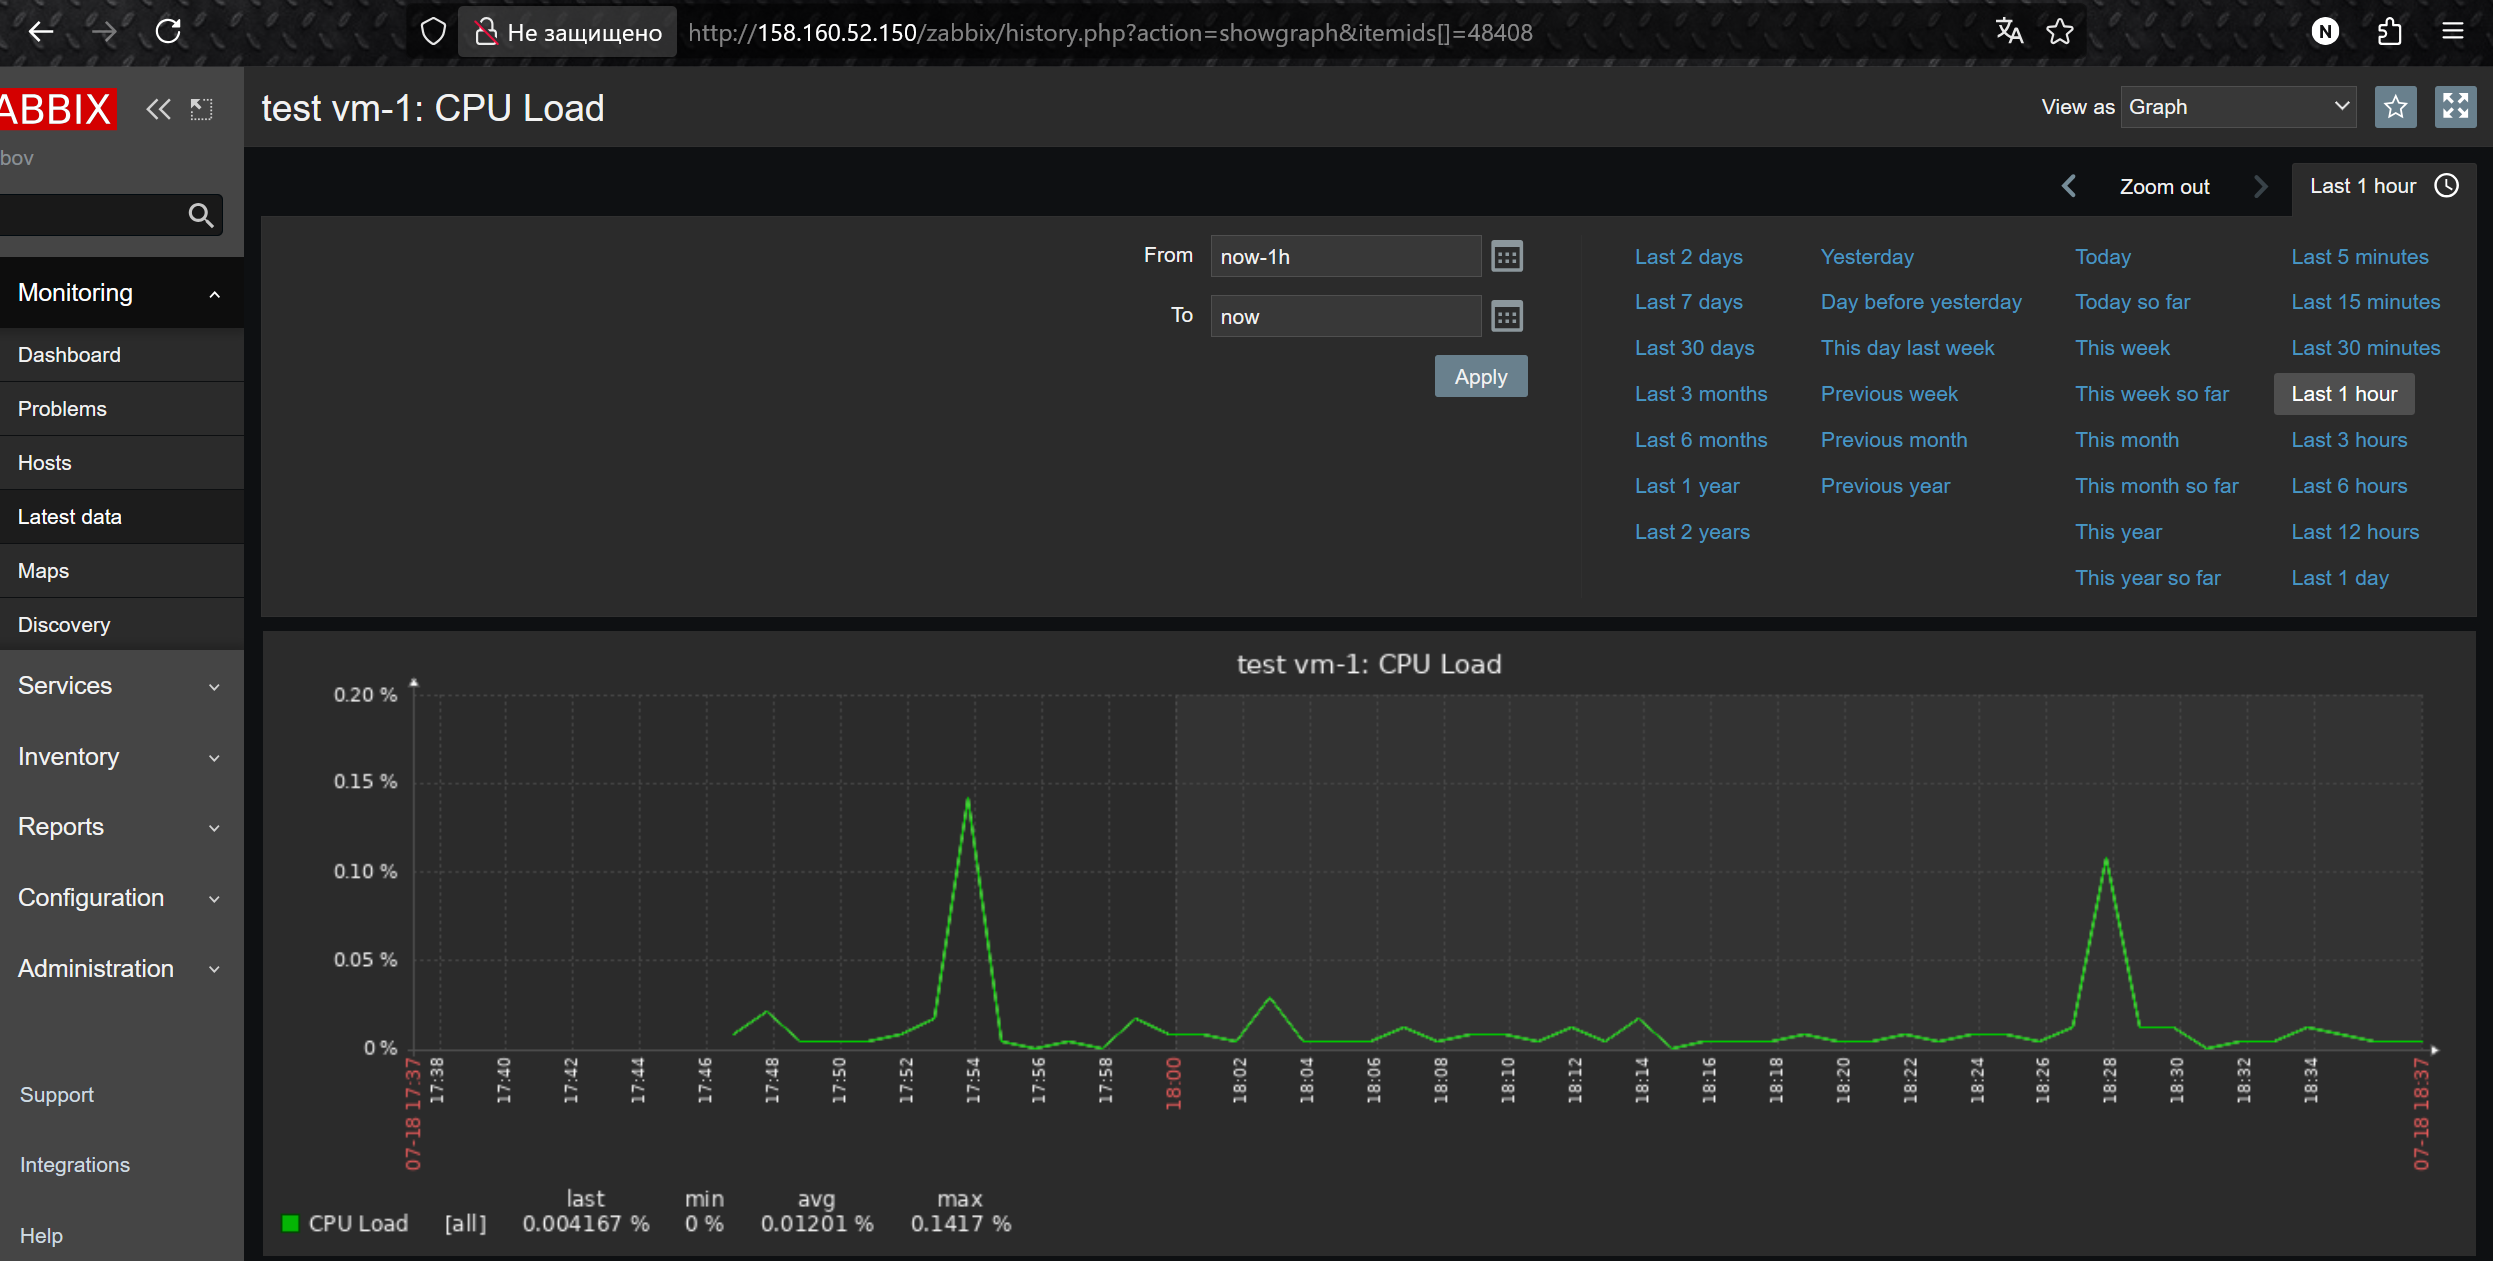 Не защищено http://158.160.52.150/zabbix/history.php?action=showgraph&itemids[]=48408
N
ABBIX
bov
Monitoring
Dashboard
Problems
Hosts
Latest data
Maps
Discovery
Services
Inventory
Reports
Configuration
Administration
Support
Integrations
Help
test vm-1: CPU Load
View as Graph
Zoom out Last 1 hour
From now-1h
To now
Apply
Last 2 days Yesterday Today Last 5 minutes
Last 7 days Day before yesterday Today so far Last 15 minutes
Last 30 days This day last week This week Last 30 minutes
Last 3 months Previous week This week so far Last 1 hour
Last 6 months Previous month This month Last 3 hours
Last 1 year Previous year This month so far Last 6 hours
Last 2 years This year Last 12 hours
This year so far Last 1 day
test vm-1: CPU Load
0.20 %
0.15 %
0.10 %
0.05 %
0 %
07-18 17:37 17:38 17:40 17:42 17:44 17:46 17:48 17:50 17:52 17:54 17:56 17:58 18:00 18:02 18:04 18:06 18:08 18:10 18:12 18:14 18:16 18:18 18:20 18:22 18:24 18:26 18:28 18:30 18:32 18:34 07-18 18:37
last min avg max
CPU Load [all] 0.004167 % 0 % 0.01201 % 0.1417 %